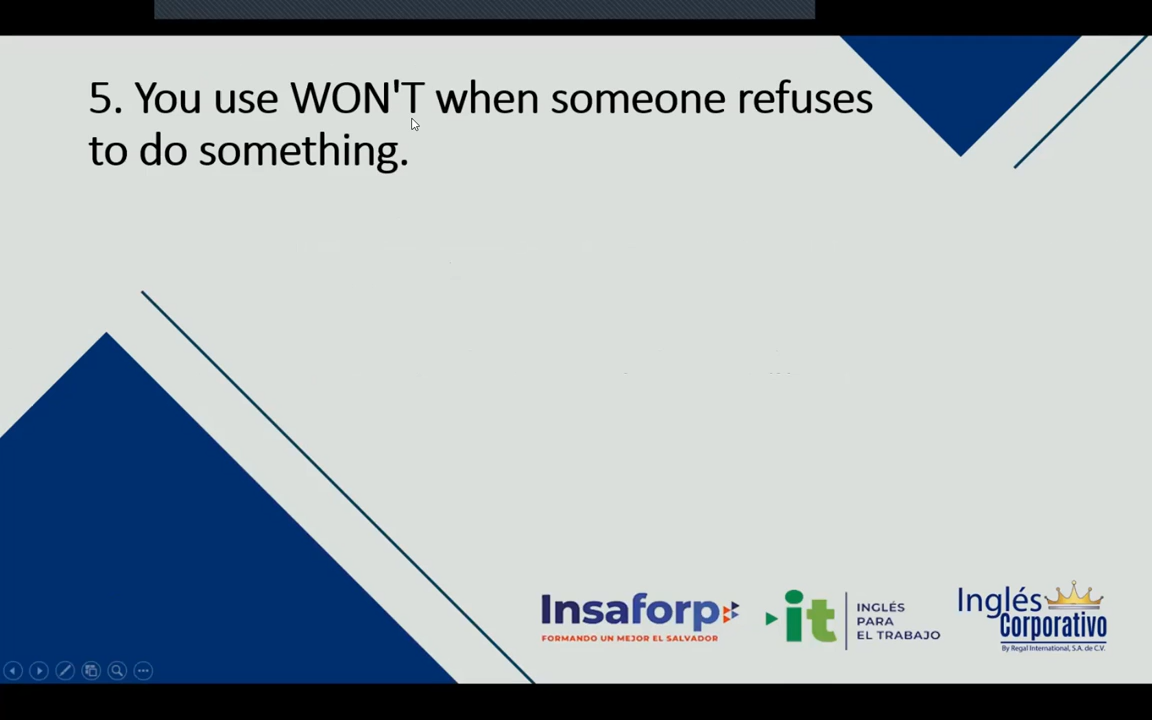 5. You use WON'T when someone refuses
to do something.
Insaforp
FORMANDO UN MEJOR EL SALVADOR
it
INGLÉS
PARA
EL TRABAJO
Inglés
Corporativo
By Regal International, S.A. de C.V.